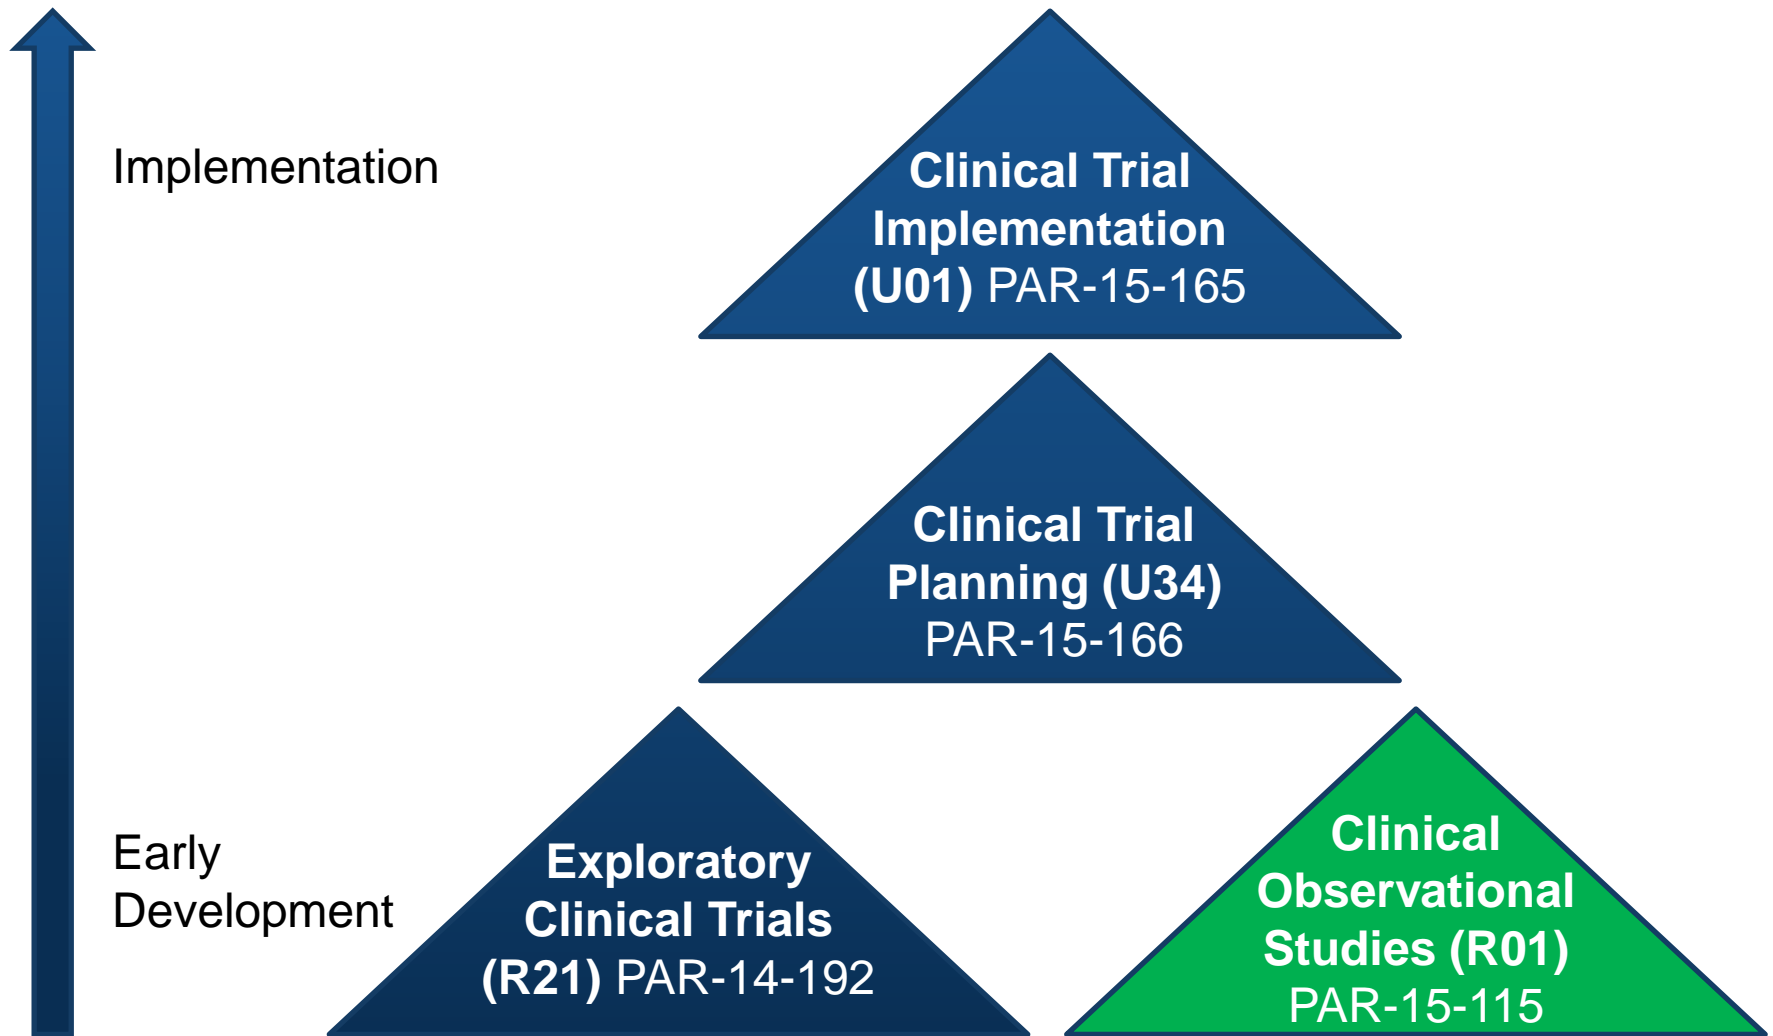 Implementation
Clinical Trial
Implementation
(U01) PAR-15-165
Clinical Trial
Planning (U34)
PAR-15-166
Early
Development
Exploratory
Clinical Trials
(R21) PAR-14-192
Clinical
Observational
Studies (R01)
PAR-15-115